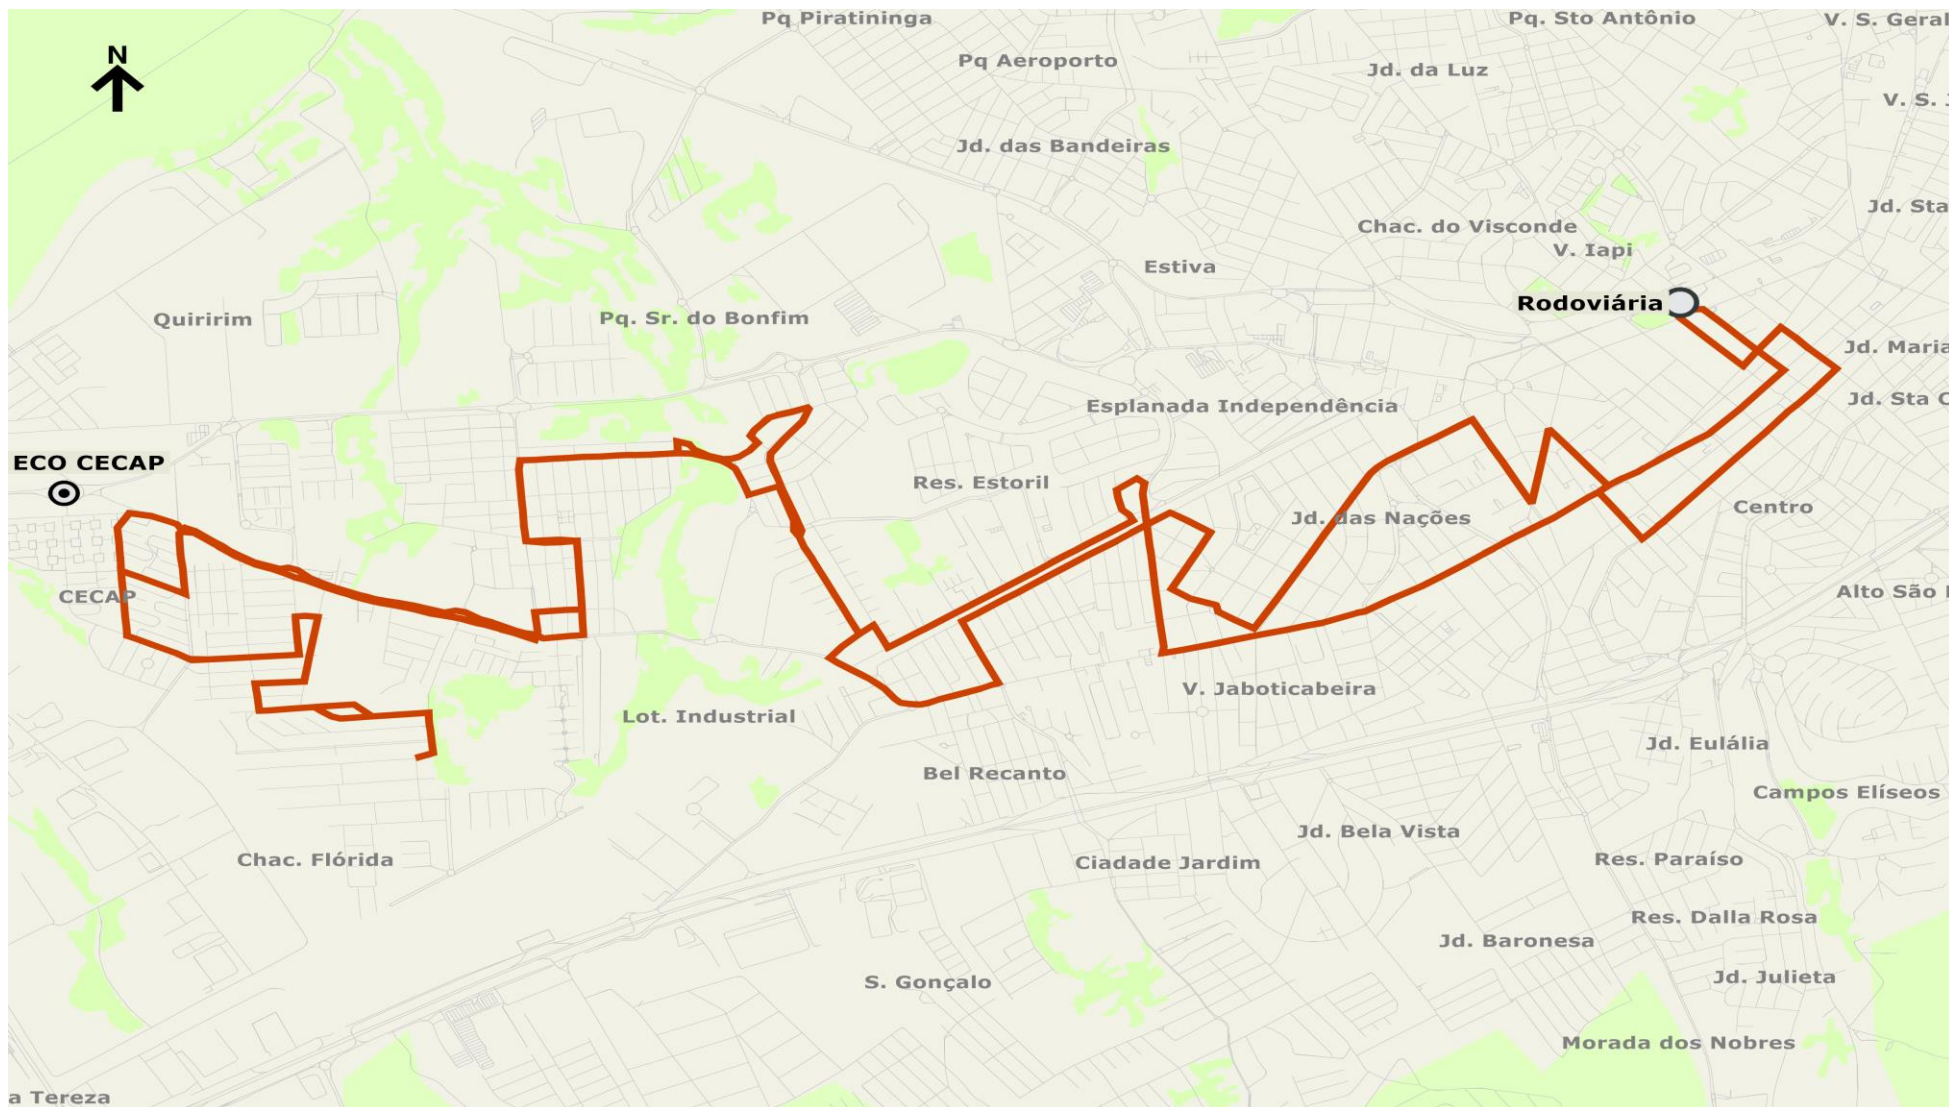 Pq Piratininga
Pq. Sto Antônio
V. S. Geral
N
Pq Aeroporto
Jd. da Luz
V. S.
Jd. das Bandeiras
Jd. Sta
Chac. do Visconde
V. Iapi
Estiva
Rodoviária
Quiririm
Pq. Sr. do Bonfim
Jd. Maria
Jd. Sta C
Esplanada Independência
ECO CECAP
Res. Estoril
Jd. das Nações
Centro
CECAP
Alto São
V. Jaboticabeira
Lot. Industrial
Jd. Eulália
Bel Recanto
Campos Elíseos
Jd. Bela Vista
Chac. Flórida
Ciadade Jardim
Res. Paraíso
Res. Dalla Rosa
Jd. Baronesa
S. Gonçalo
Jd. Julieta
Morada dos Nobres
a Tereza